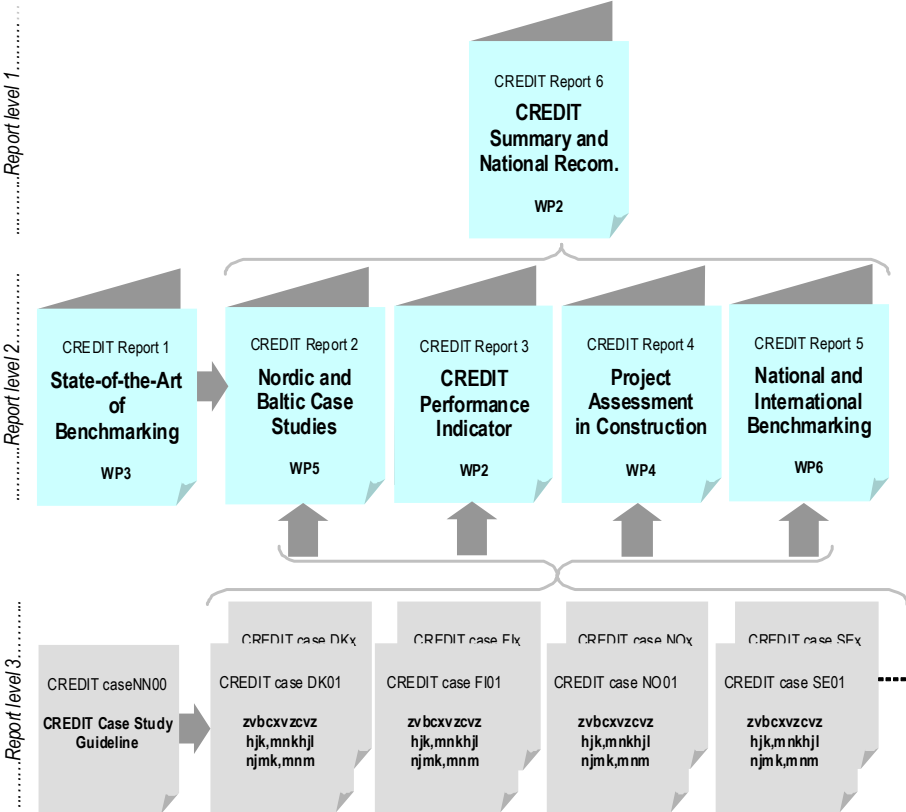 Report level 1
CREDIT Report 6
CREDIT
Summary and
National Recom.
WP2
Report level 2
CREDIT Report 1
State-of-the-Art
of
Benchmarking
WP3
CREDIT Report 2
Nordic and
Baltic Case
Studies
WP5
CREDIT Report 3
CREDIT
Performance
Indicator
WP2
CREDIT Report 4
Project
Assessment
in Construction
WP4
CREDIT Report 5
National and
International
Benchmarking
WP6
Report level 3
CREDIT caseNN00
CREDIT Case Study
Guideline
CREDIT case DKx
CREDIT case DK01
zvbcxvzcvz
hjk,mnkhjl
njmk,mnm
CREDIT case FIx
CREDIT case FI01
zvbcxvzcvz
hjk,mnkhjl
njmk,mnm
CREDIT case NOx
CREDIT case NO01
zvbcxvzcvz
hjk,mnkhjl
njmk,mnm
CREDIT case SEx
CREDIT case SE01
zvbcxvzcvz
hjk,mnkhjl
njmk,mnm